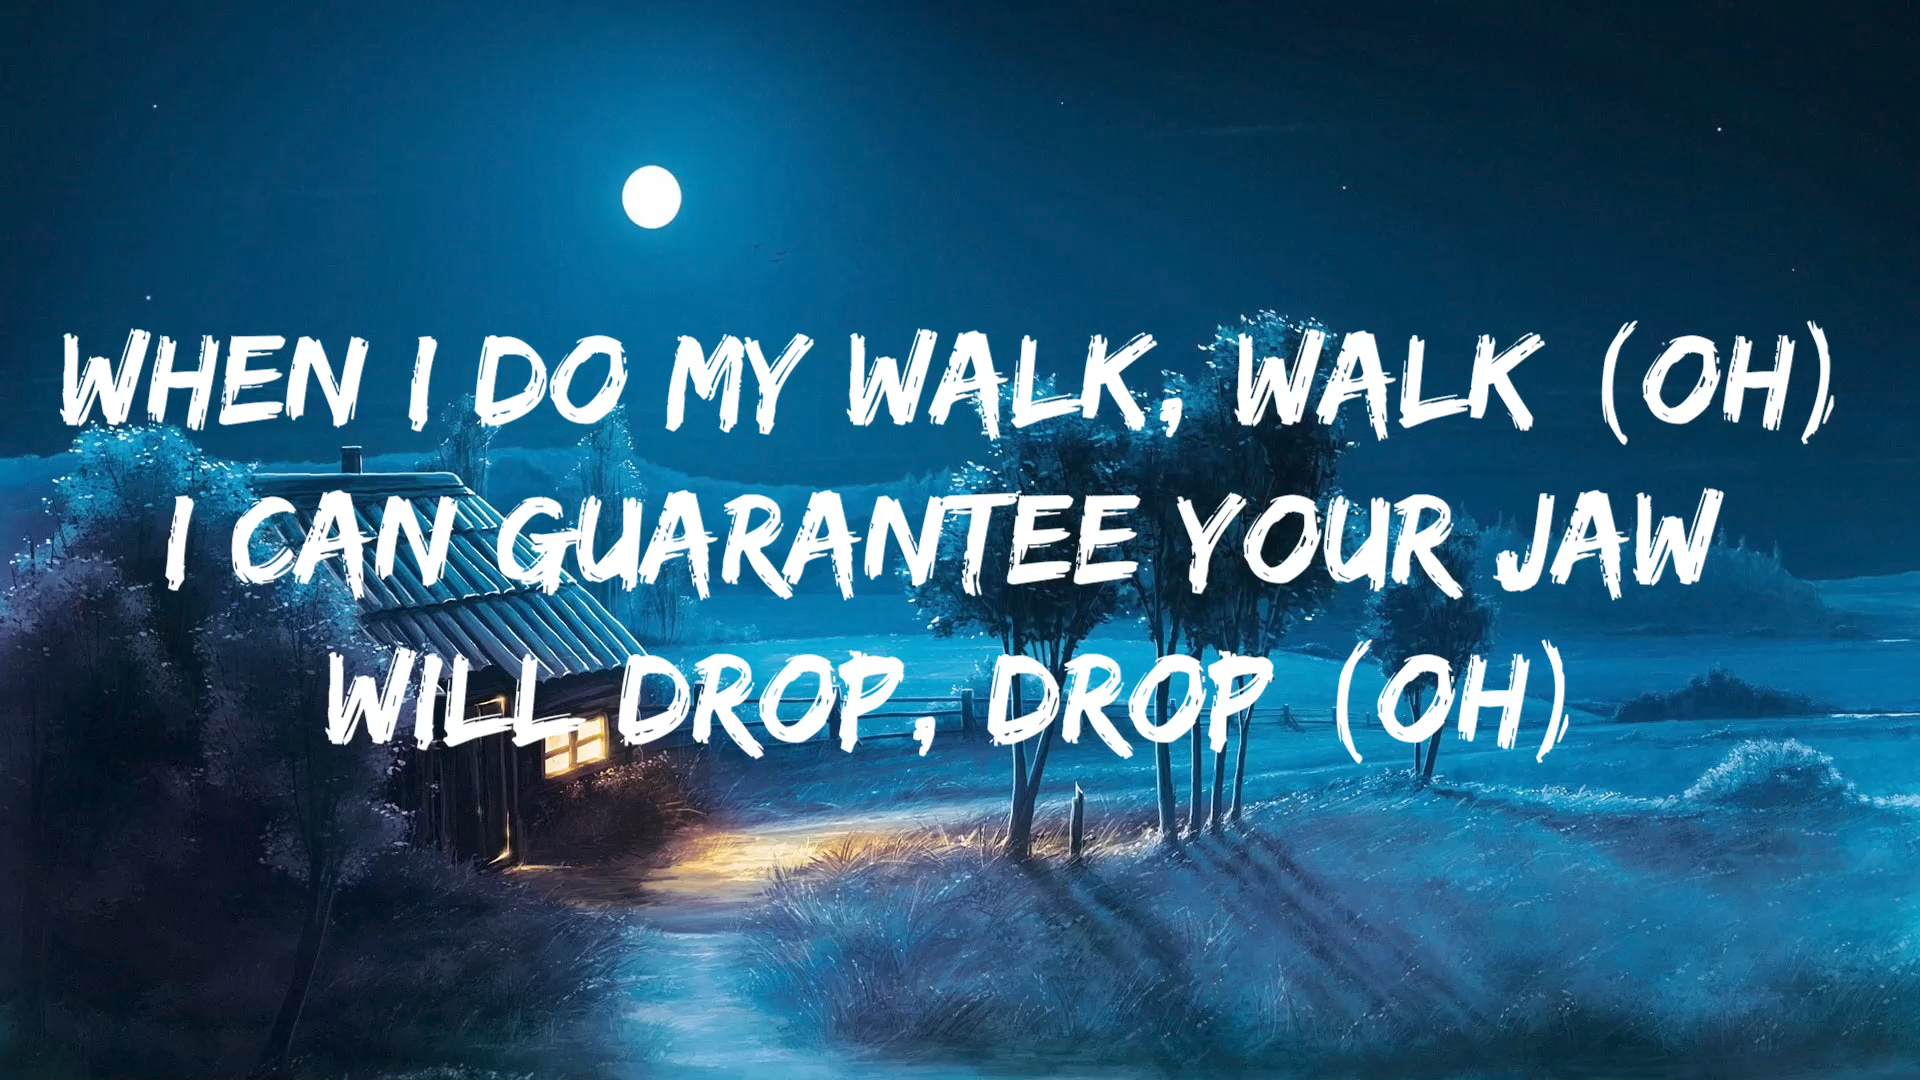 WHEN I DO MY WALK, WALK (OH)
I CAN GUARANTEE YOUR JAW
WILL DROP, DROP (OH)